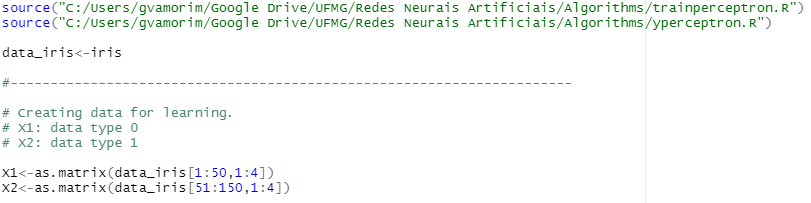 source("C:/Users/gvamorim/Google Drive/UFMG/Redes Neurais Artificiais/Algorithms/trainperceptron.R")
source("C:/Users/gvamorim/Google Drive/UFMG/Redes Neurais Artificiais/Algorithms/yperceptron.R")
data_iris<-iris
#-----------------------------------------------------------------------
# Creating data for learning.
# X1: data type 0
# X2: data type 1
X1<-as.matrix(data_iris[1:50,1:4])
X2<-as.matrix(data_iris[51:150,1:4])